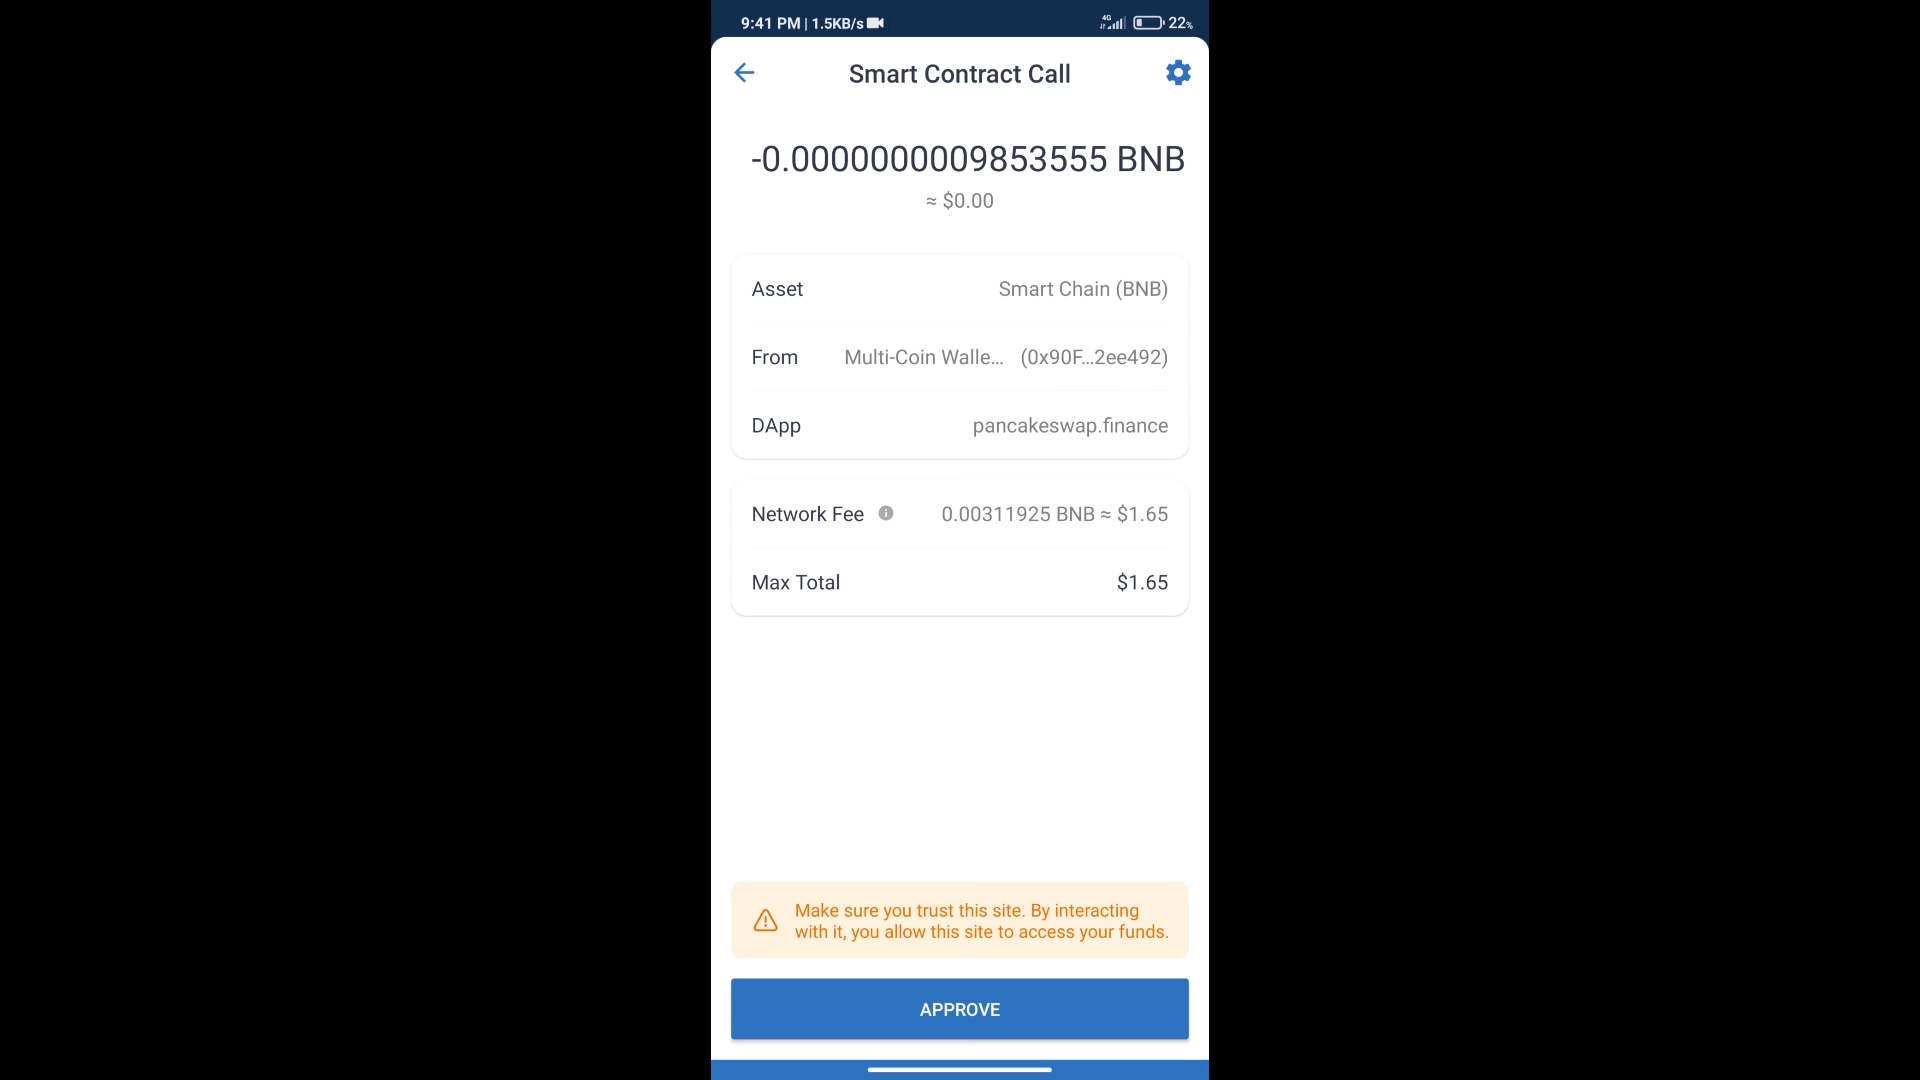 9:41 PM | 1.5KB/s 4G 22%
Smart Contract Call
-0.0000000009853555 BNB
≈ $0.00
Asset Smart Chain (BNB)
From Multi-Coin Walle... (0x90F...2ee492)
DApp pancakeswap.finance
Network Fee 0.00311925 BNB ≈ $1.65
Max Total $1.65
Make sure you trust this site. By interacting
with it, you allow this site to access your funds.
APPROVE